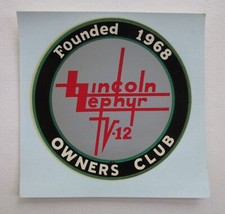 Founded 1968
Lincoln
Zephyr
V-12
OWNERS CLUB